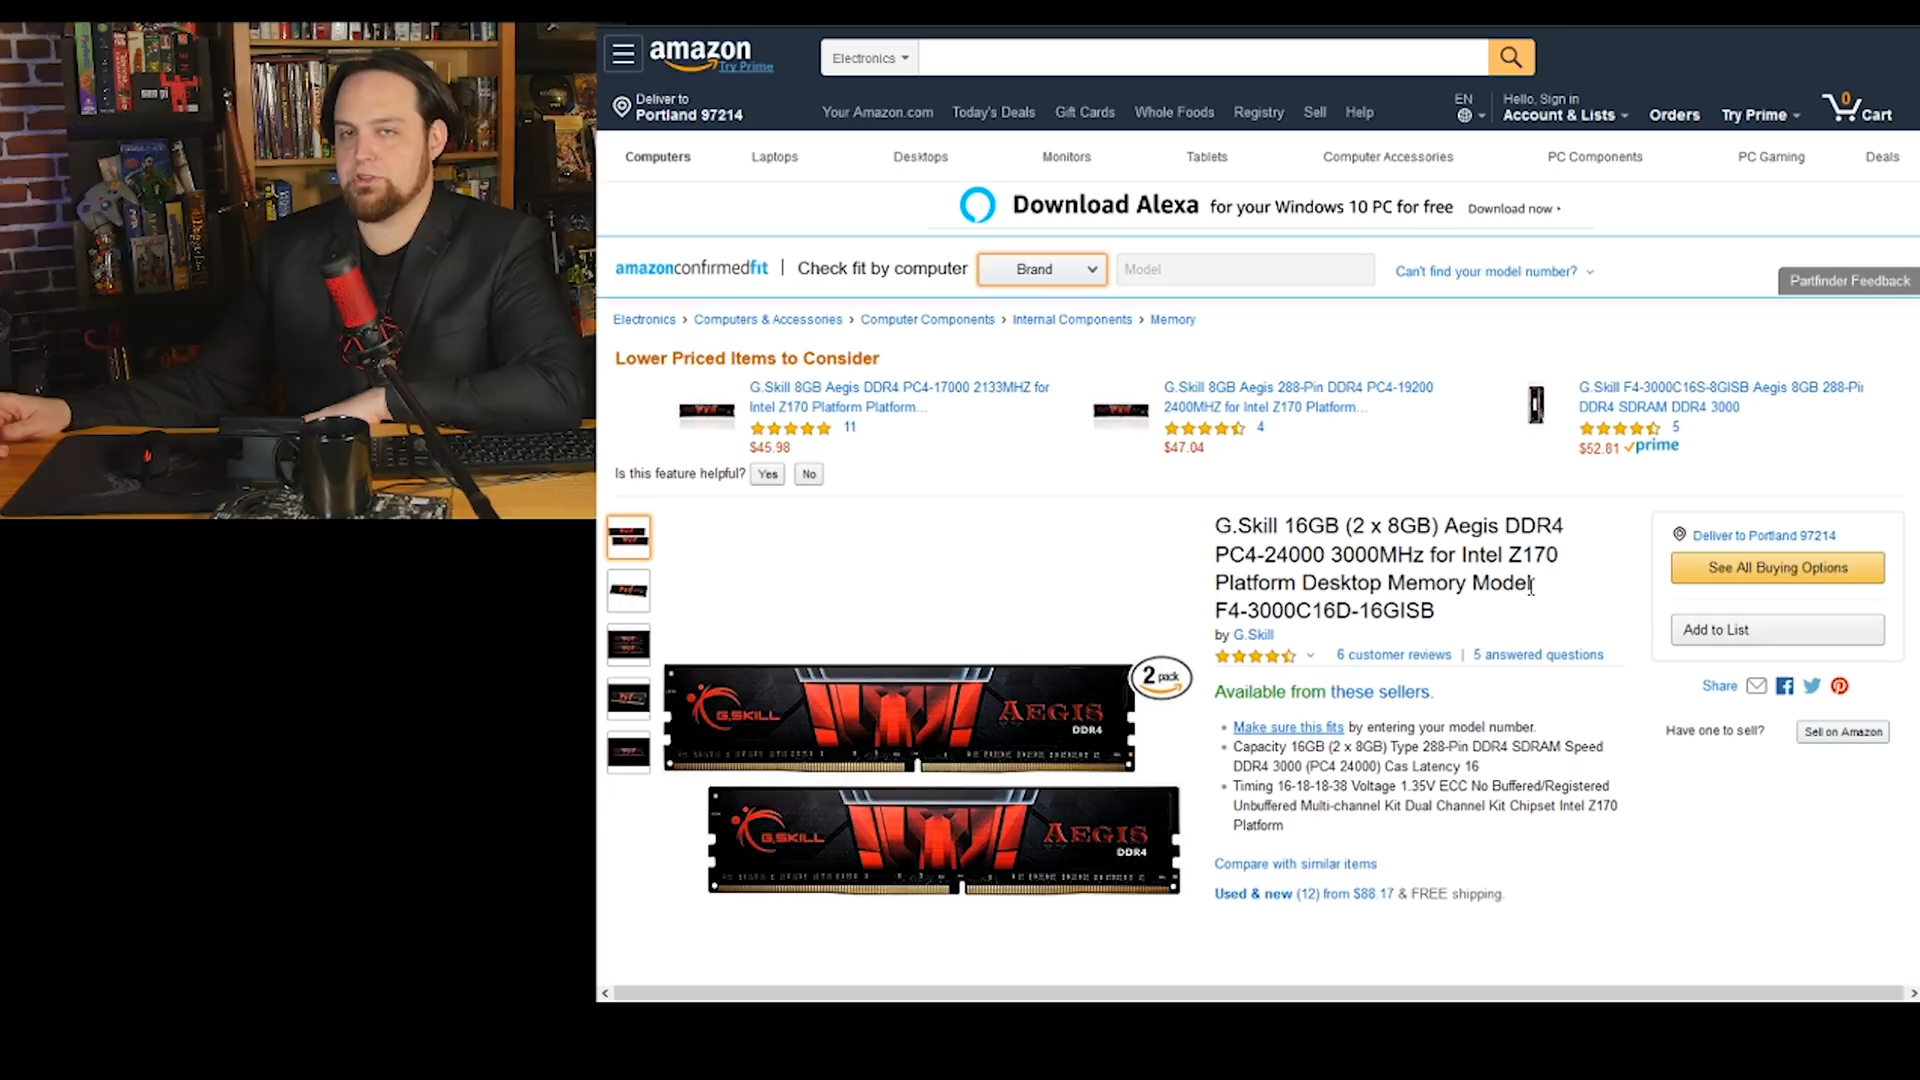 amazon
Try Prime
Electronics
Deliver to
Portland 97214
Your Amazon.com
Today's Deals
Gift Cards
Whole Foods
Registry
Sell
Help
EN
Hello, Sign in
Account & Lists
Orders
Try Prime
0
Cart
Computers
Laptops
Desktops
Monitors
Tablets
Computer Accessories
PC Components
PC Gaming
Deals
Download Alexa for your Windows 10 PC for free Download now
amazonconfirmedfit | Check fit by computer
Brand
Model
Can't find your model number?
Partfinder Feedback
Electronics › Computers & Accessories › Computer Components › Internal Components › Memory
Lower Priced Items to Consider
G.Skill 8GB Aegis DDR4 PC4-17000 2133MHZ for
Intel Z170 Platform Platform...
11
$45.98
G.Skill 8GB Aegis 288-Pin DDR4 PC4-19200
2400MHZ for Intel Z170 Platform...
4
$47.04
G.Skill F4-3000C16S-8GISB Aegis 8GB 288-Pin
DDR4 SDRAM DDR4 3000
5
$52.81 prime
Is this feature helpful? Yes No
G.Skill 16GB (2 x 8GB) Aegis DDR4
PC4-24000 3000MHz for Intel Z170
Platform Desktop Memory Model
F4-3000C16D-16GISB
by G.Skill
6 customer reviews | 5 answered questions
Available from these sellers.
Make sure this fits by entering your model number.
Capacity 16GB (2 x 8GB) Type 288-Pin DDR4 SDRAM Speed
DDR4 3000 (PC4 24000) Cas Latency 16
Timing 16-18-18-38 Voltage 1.35V ECC No Buffered/Registered
Unbuffered Multi-channel Kit Dual Channel Kit Chipset Intel Z170
Platform
Compare with similar items
Used & new (12) from $88.17 & FREE shipping.
Deliver to Portland 97214
See All Buying Options
Add to List
Share
Have one to sell?
Sell on Amazon
2 pack
G.SKILL
AEGIS
DDR4
G.SKILL
AEGIS
DDR4